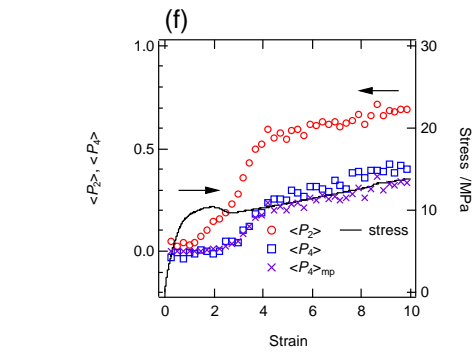 (f)
1.0
0.5
0.0
<P2>, <P4>
30
20
10
0
Stress /MPa
<P2>
<P4>
<P4>mp
stress
0 2 4 6 8 10
Strain